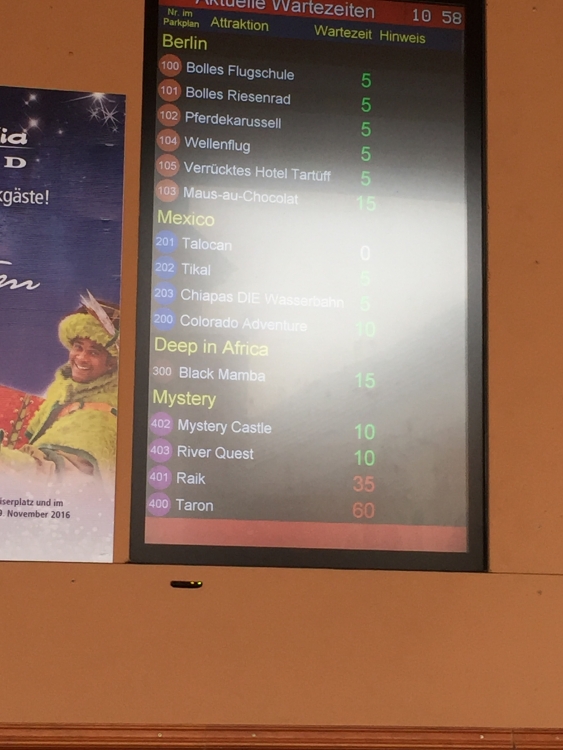 Aktuelle Wartezeiten 10 58
Nr. im
Parkplan Attraktion Wartezeit Hinweis
Berlin
100 Bolles Flugschule 5
101 Bolles Riesenrad 5
102 Pferdekarussell 5
104 Wellenflug 5
105 Verrücktes Hotel Tartüff 5
103 Maus-au-Chocolat 15
Mexico
201 Talocan 0
202 Tikal 5
203 Chiapas DIE Wasserbahn 5
200 Colorado Adventure 10
Deep in Africa
300 Black Mamba 15
Mystery
402 Mystery Castle 10
403 River Quest 10
401 Raik 35
400 Taron 60
D
kgäste!
iserplatz und im
9. November 2016